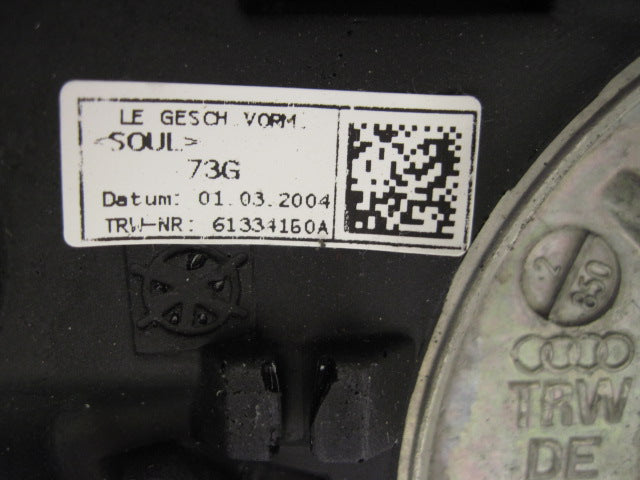 LE GESCH VORM.
<SOUL>
73G
Datum: 01.03.2004
TRW-NR: 61334160A
2
850
TRW
DE